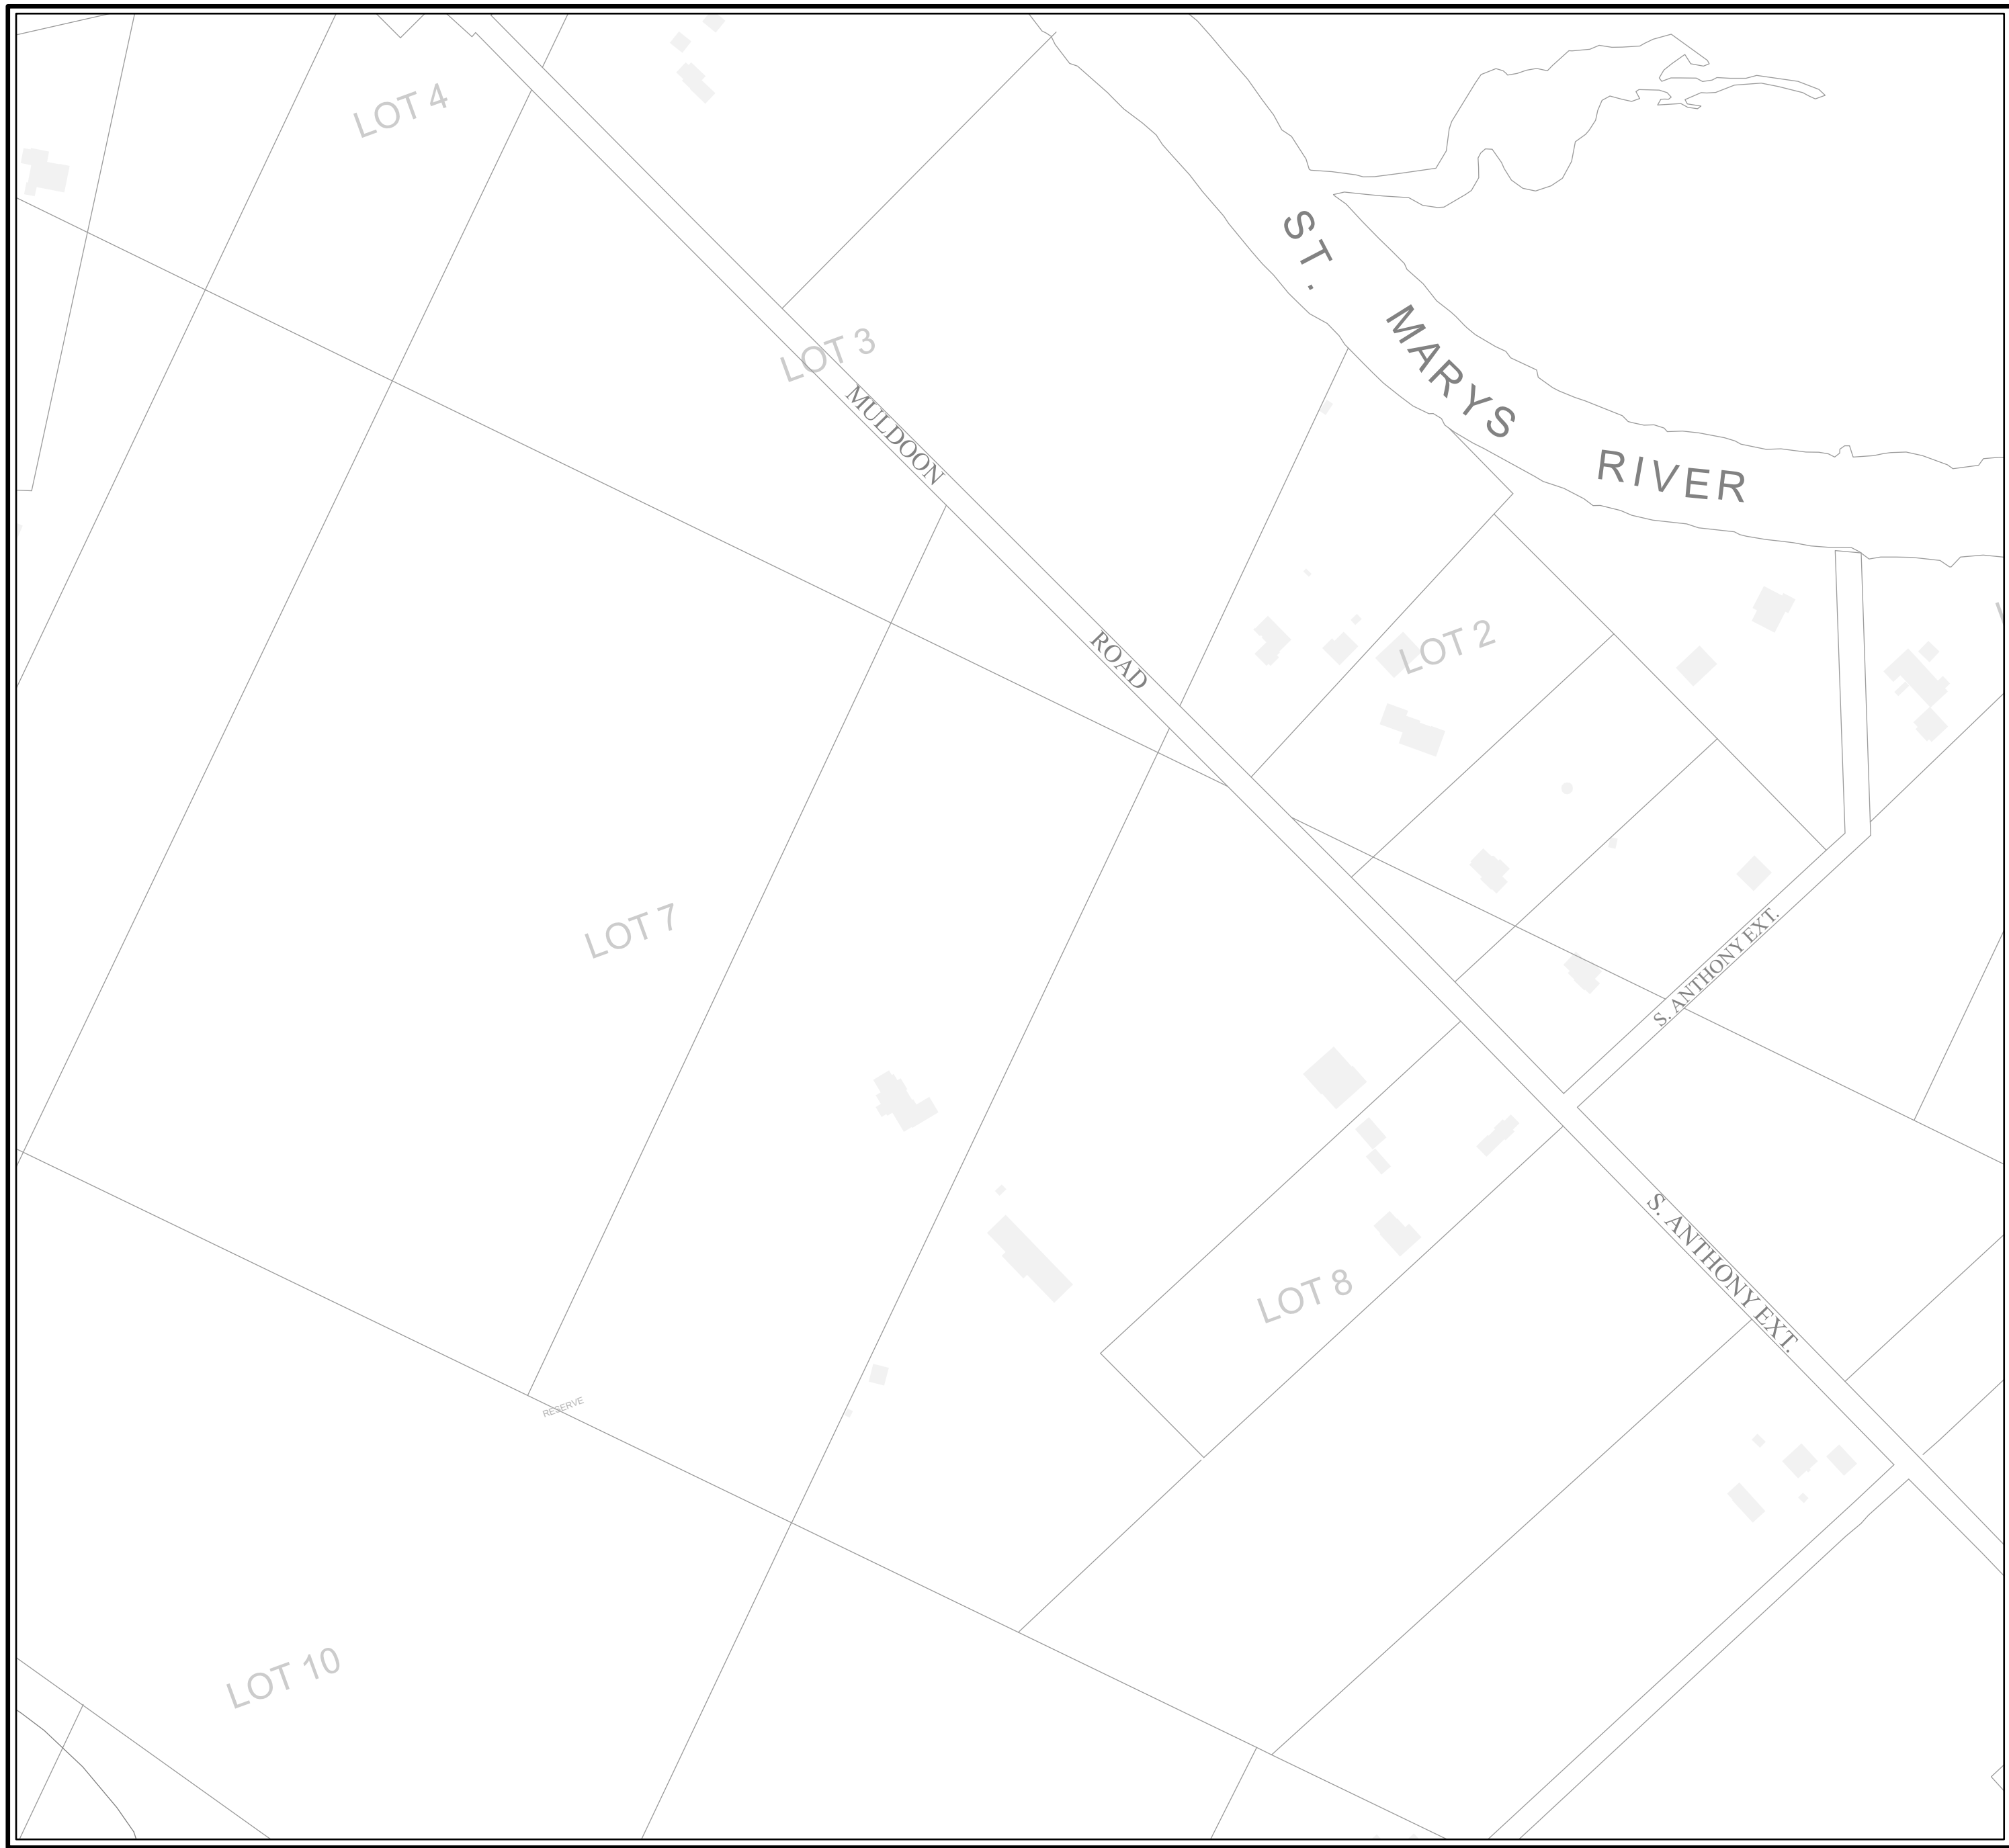 LOT 4
ST. MARYS RIVER
LOT 3
MULDOON ROAD
LOT 2
LOT 7
S. ANTHONY EXT.
S. ANTHONY EXT.
LOT 8
RESERVE
LOT 10